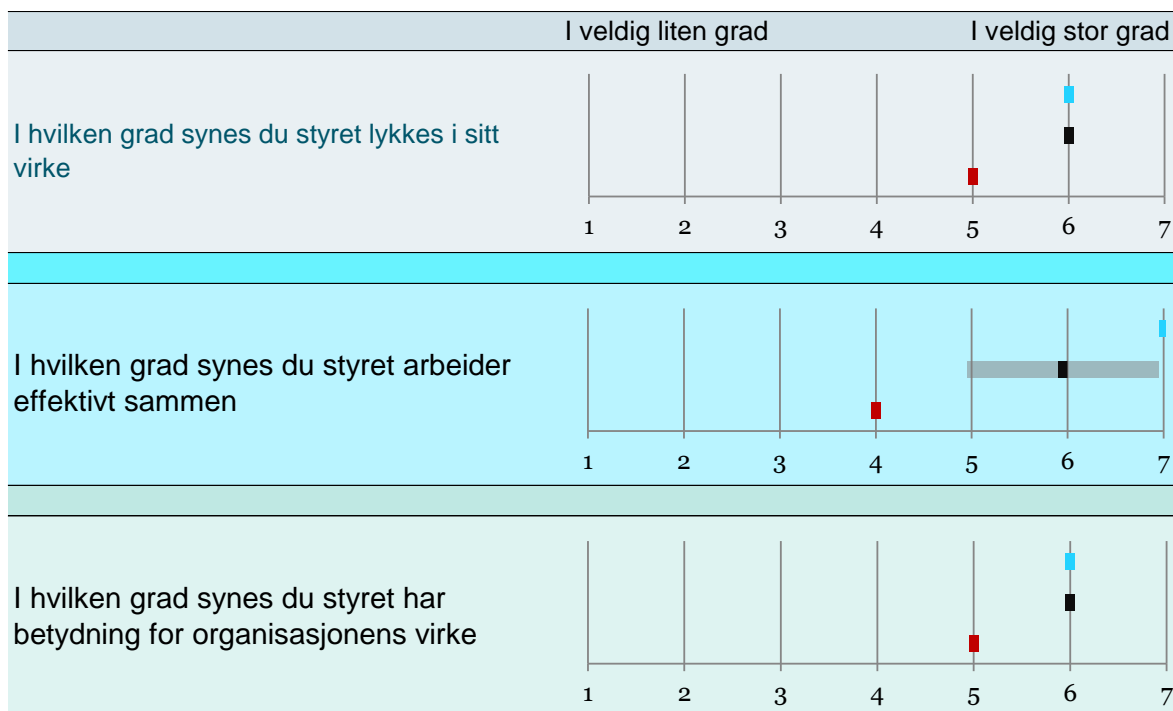 I veldig liten grad I veldig stor grad
I hvilken grad synes du styret lykkes i sitt
virke
1 2 3 4 5 6 7
I hvilken grad synes du styret arbeider
effektivt sammen
1 2 3 4 5 6 7
I hvilken grad synes du styret har
betydning for organisasjonens virke
1 2 3 4 5 6 7